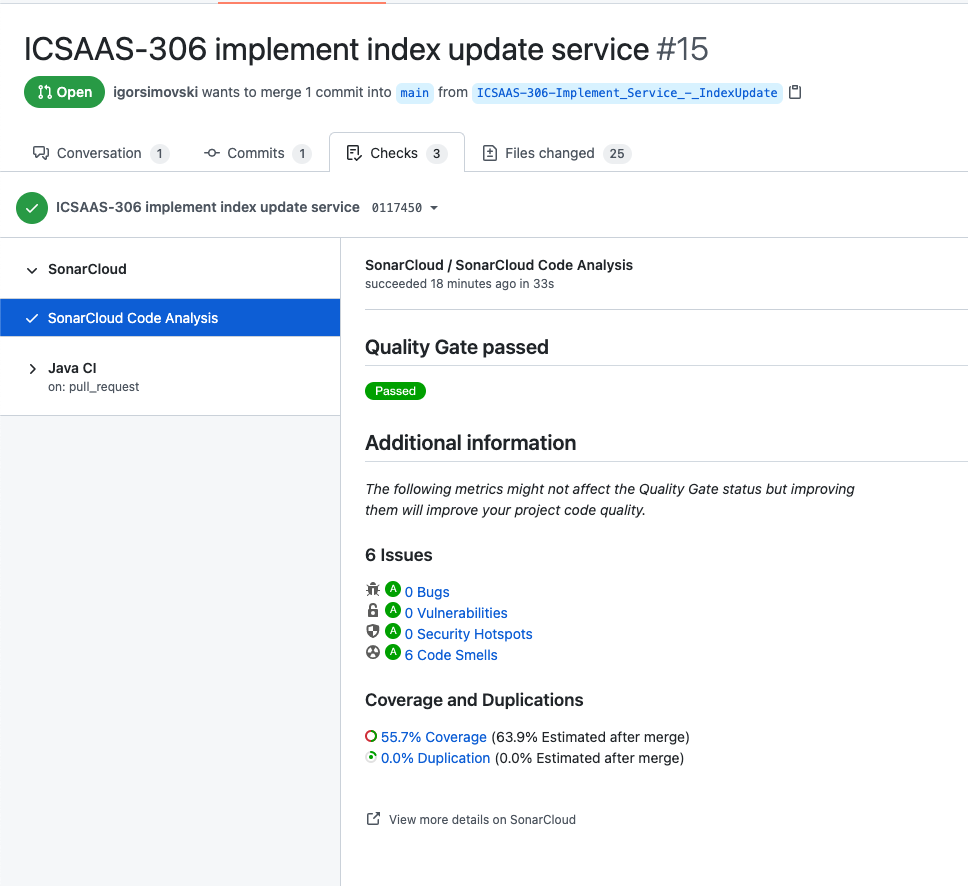 ICSAAS-306 implement index update service #15
Open igorsimovski wants to merge 1 commit into main from ICSAAS-306-Implement_Service_-_IndexUpdate
Conversation 1 Commits 1 Checks 3 Files changed 25
ICSAAS-306 implement index update service 0117450
SonarCloud
SonarCloud Code Analysis
Java CI
on: pull_request
SonarCloud / SonarCloud Code Analysis
succeeded 18 minutes ago in 33s
Quality Gate passed
Passed
Additional information
The following metrics might not affect the Quality Gate status but improving
them will improve your project code quality.
6 Issues
A 0 Bugs
A 0 Vulnerabilities
A 0 Security Hotspots
A 6 Code Smells
Coverage and Duplications
55.7% Coverage (63.9% Estimated after merge)
0.0% Duplication (0.0% Estimated after merge)
View more details on SonarCloud